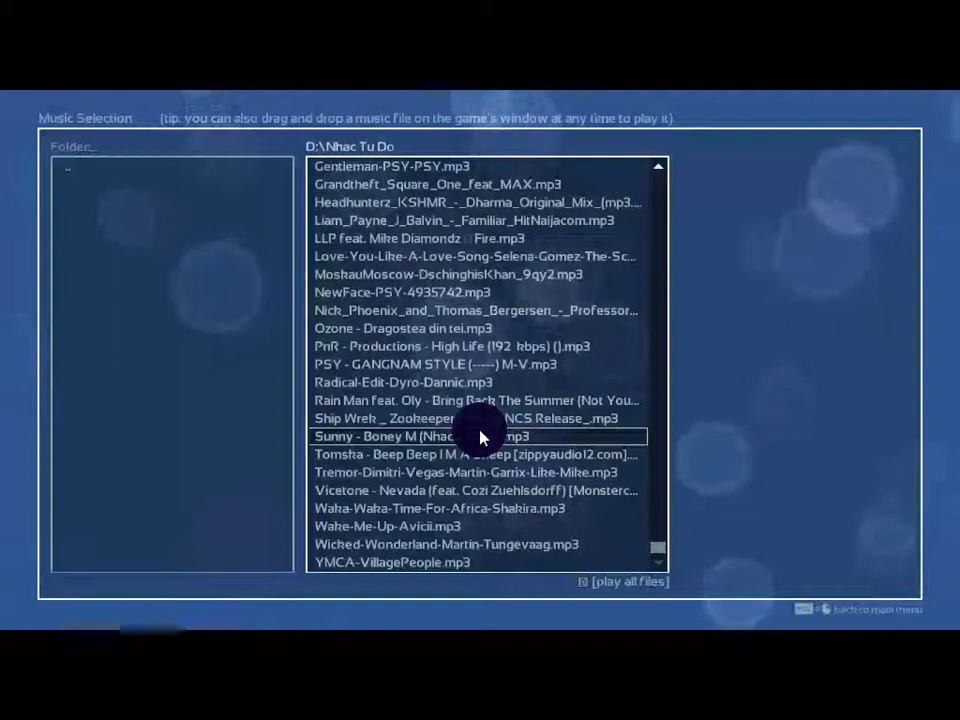 Music Selection (tip: you can also drag and drop a music file on the game's window at any time to play it)
Folder...
D:\Nhac Tu Do
..
Gentleman-PSY-PSY.mp3
Grandtheft_Square_One_feat_MAX.mp3
Headhunterz_KSHMR_-_Dharma_Original_Mix_(mp3....
Liam_Payne_J_Balvin_-_Familiar_HitNaijacom.mp3
LLP feat. Mike Diamondz Fire.mp3
Love-You-Like-A-Love-Song-Selena-Gomez-The-Sc...
MoskauMoscow-DschinghisKhan_9qy2.mp3
NewFace-PSY-4935742.mp3
Nick_Phoenix_and_Thomas_Bergersen_-_Professor...
Ozone - Dragostea din tei.mp3
PnR - Productions - High Life (192 kbps) ().mp3
PSY - GANGNAM STYLE (-----) M-V.mp3
Radical-Edit-Dyro-Dannic.mp3
Rain Man feat. Oly - Bring Back The Summer (Not You...
Ship Wrek _ Zookeeper NCS Release_.mp3
Sunny - Boney M (Nhac .mp3
Tomska - Beep Beep I M A Sheep [zippyaudio12.com]....
Tremor-Dimitri-Vegas-Martin-Garrix-Like-Mike.mp3
Vicetone - Nevada (feat. Cozi Zuehlsdorff) [Monsterc...
Waka-Waka-Time-For-Africa-Shakira.mp3
Wake-Me-Up-Avicii.mp3
Wicked-Wonderland-Martin-Tungevaag.mp3
YMCA-VillagePeople.mp3
[play all files]
back to main menu